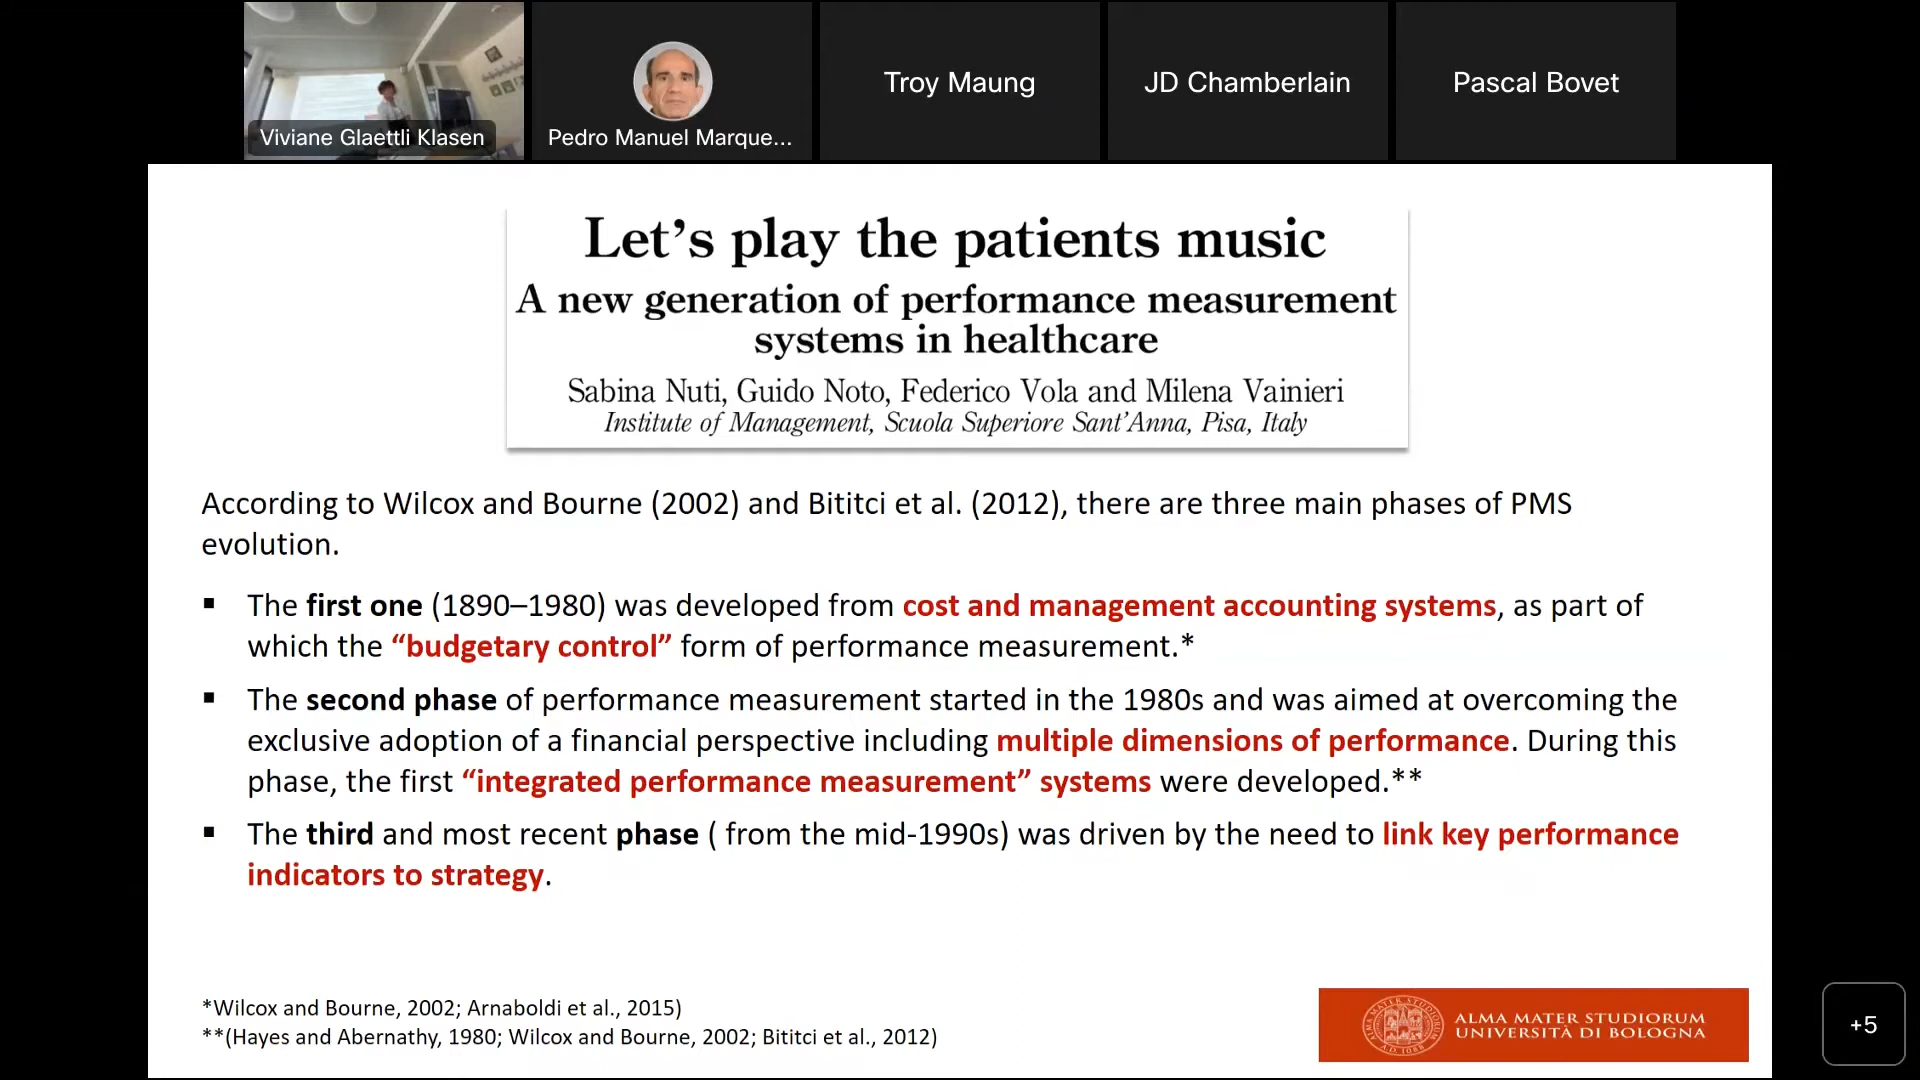 Viviane Glaettli Klasen
Pedro Manuel Marque...
Troy Maung
JD Chamberlain
Pascal Bovet
Let's play the patients music
A new generation of performance measurement
systems in healthcare
Sabina Nuti, Guido Noto, Federico Vola and Milena Vainieri
Institute of Management, Scuola Superiore Sant'Anna, Pisa, Italy
According to Wilcox and Bourne (2002) and Bititci et al. (2012), there are three main phases of PMS
evolution.
▪ The first one (1890–1980) was developed from cost and management accounting systems, as part of
which the “budgetary control” form of performance measurement.*
▪ The second phase of performance measurement started in the 1980s and was aimed at overcoming the
exclusive adoption of a financial perspective including multiple dimensions of performance. During this
phase, the first “integrated performance measurement” systems were developed.**
▪ The third and most recent phase ( from the mid-1990s) was driven by the need to link key performance
indicators to strategy.
*Wilcox and Bourne, 2002; Arnaboldi et al., 2015)
**(Hayes and Abernathy, 1980; Wilcox and Bourne, 2002; Bititci et al., 2012)
ALMA MATER STUDIORUM
UNIVERSITÀ DI BOLOGNA
+5